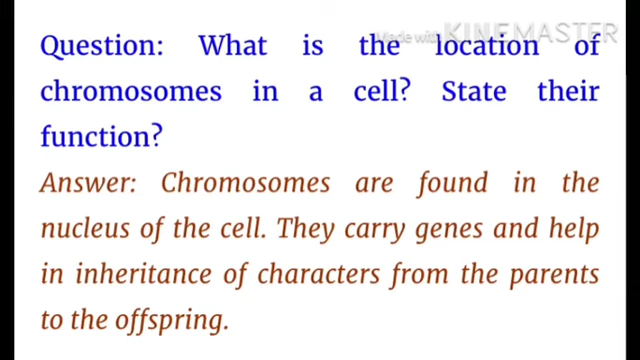 Made with KINEMASTER
Question: What is the location of
chromosomes in a cell? State their
function?
Answer: Chromosomes are found in the
nucleus of the cell. They carry genes and help
in inheritance of characters from the parents
to the offspring.